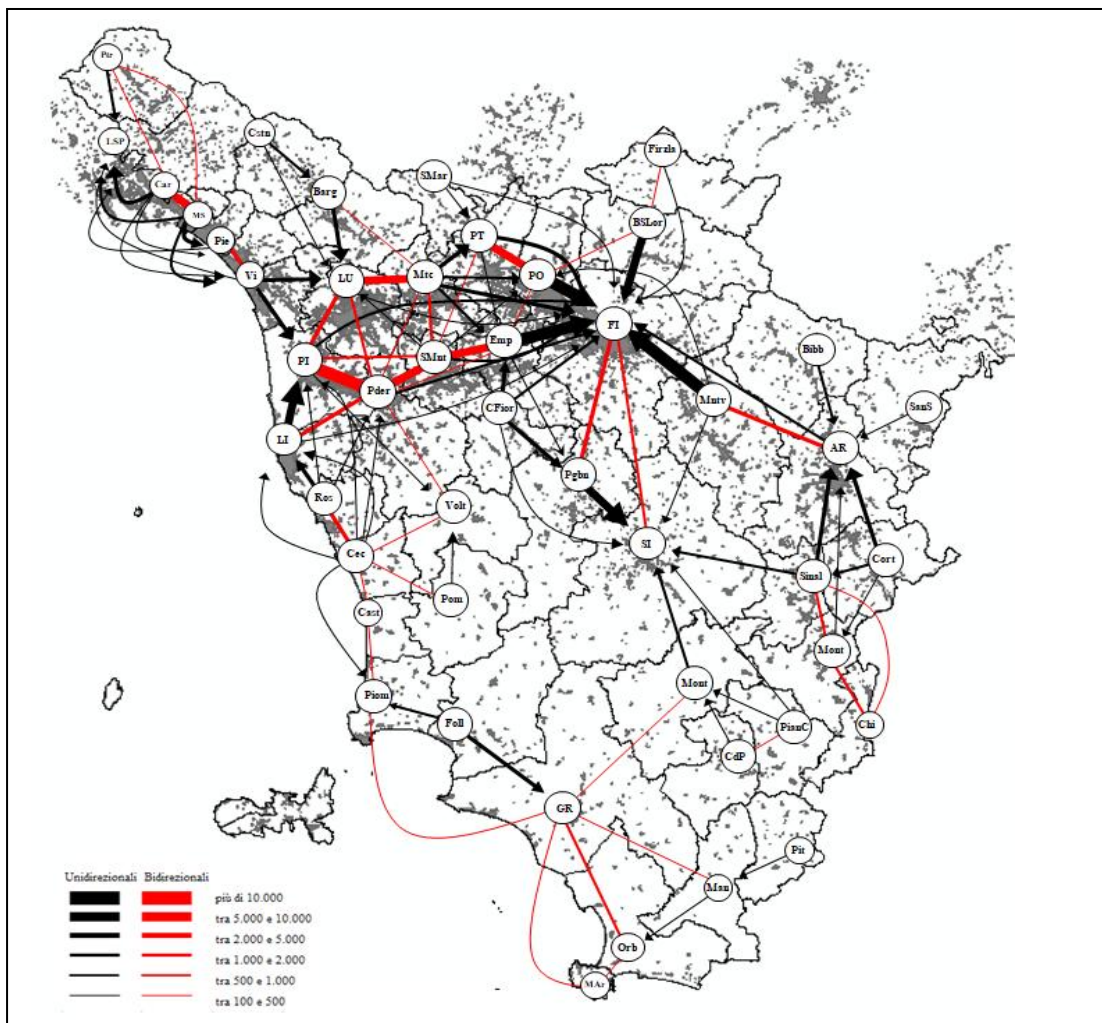 Ptr
LSP
Cstn
Firzla
SMar
Car
Barg
MS
BSLor
Pie
PT
Vi
LU
Mtc
PO
FI
Emp
Bibb
PI
SMnt
Pder
CFior
Mntv
SanS
LI
AR
Pgbn
Ros
Volt
SI
Cec
Sinal
Cort
Pom
Cast
Mont
Piom
Mont
Foll
PianC
Chi
CdP
GR
Pit
Man
Orb
MAr
Unidirezionali Bidirezionali
più di 10.000
tra 5.000 e 10.000
tra 2.000 e 5.000
tra 1.000 e 2.000
tra 500 e 1.000
tra 100 e 500